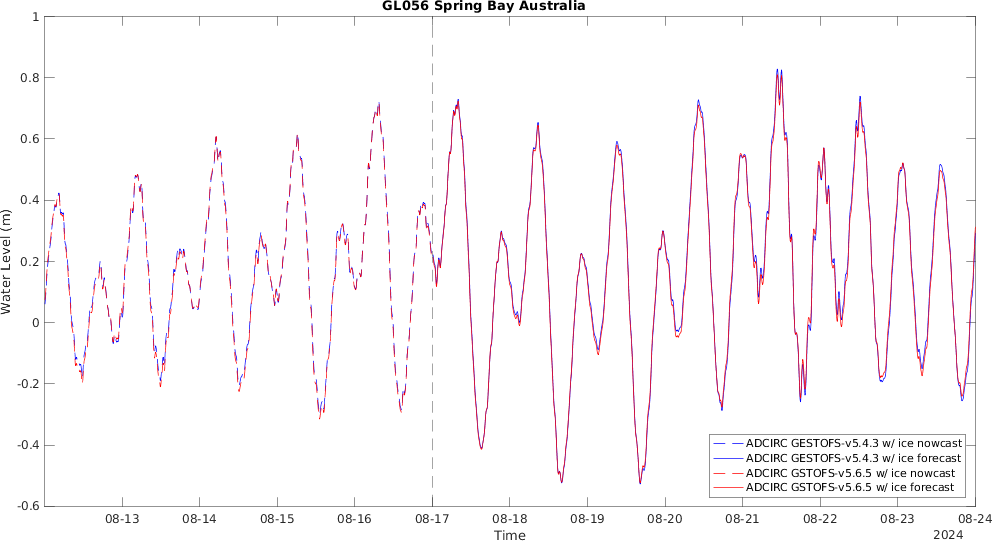 GL056 Spring Bay Australia
Water Level (m)
1
0.8
0.6
0.4
0.2
0
-0.2
-0.4
-0.6
ADCIRC GESTOFS-v5.4.3 w/ ice nowcast
ADCIRC GESTOFS-v5.4.3 w/ ice forecast
ADCIRC GSTOFS-v5.6.5 w/ ice nowcast
ADCIRC GSTOFS-v5.6.5 w/ ice forecast
08-13 08-14 08-15 08-16 08-17 08-18 08-19 08-20 08-21 08-22 08-23 08-24
Time
2024